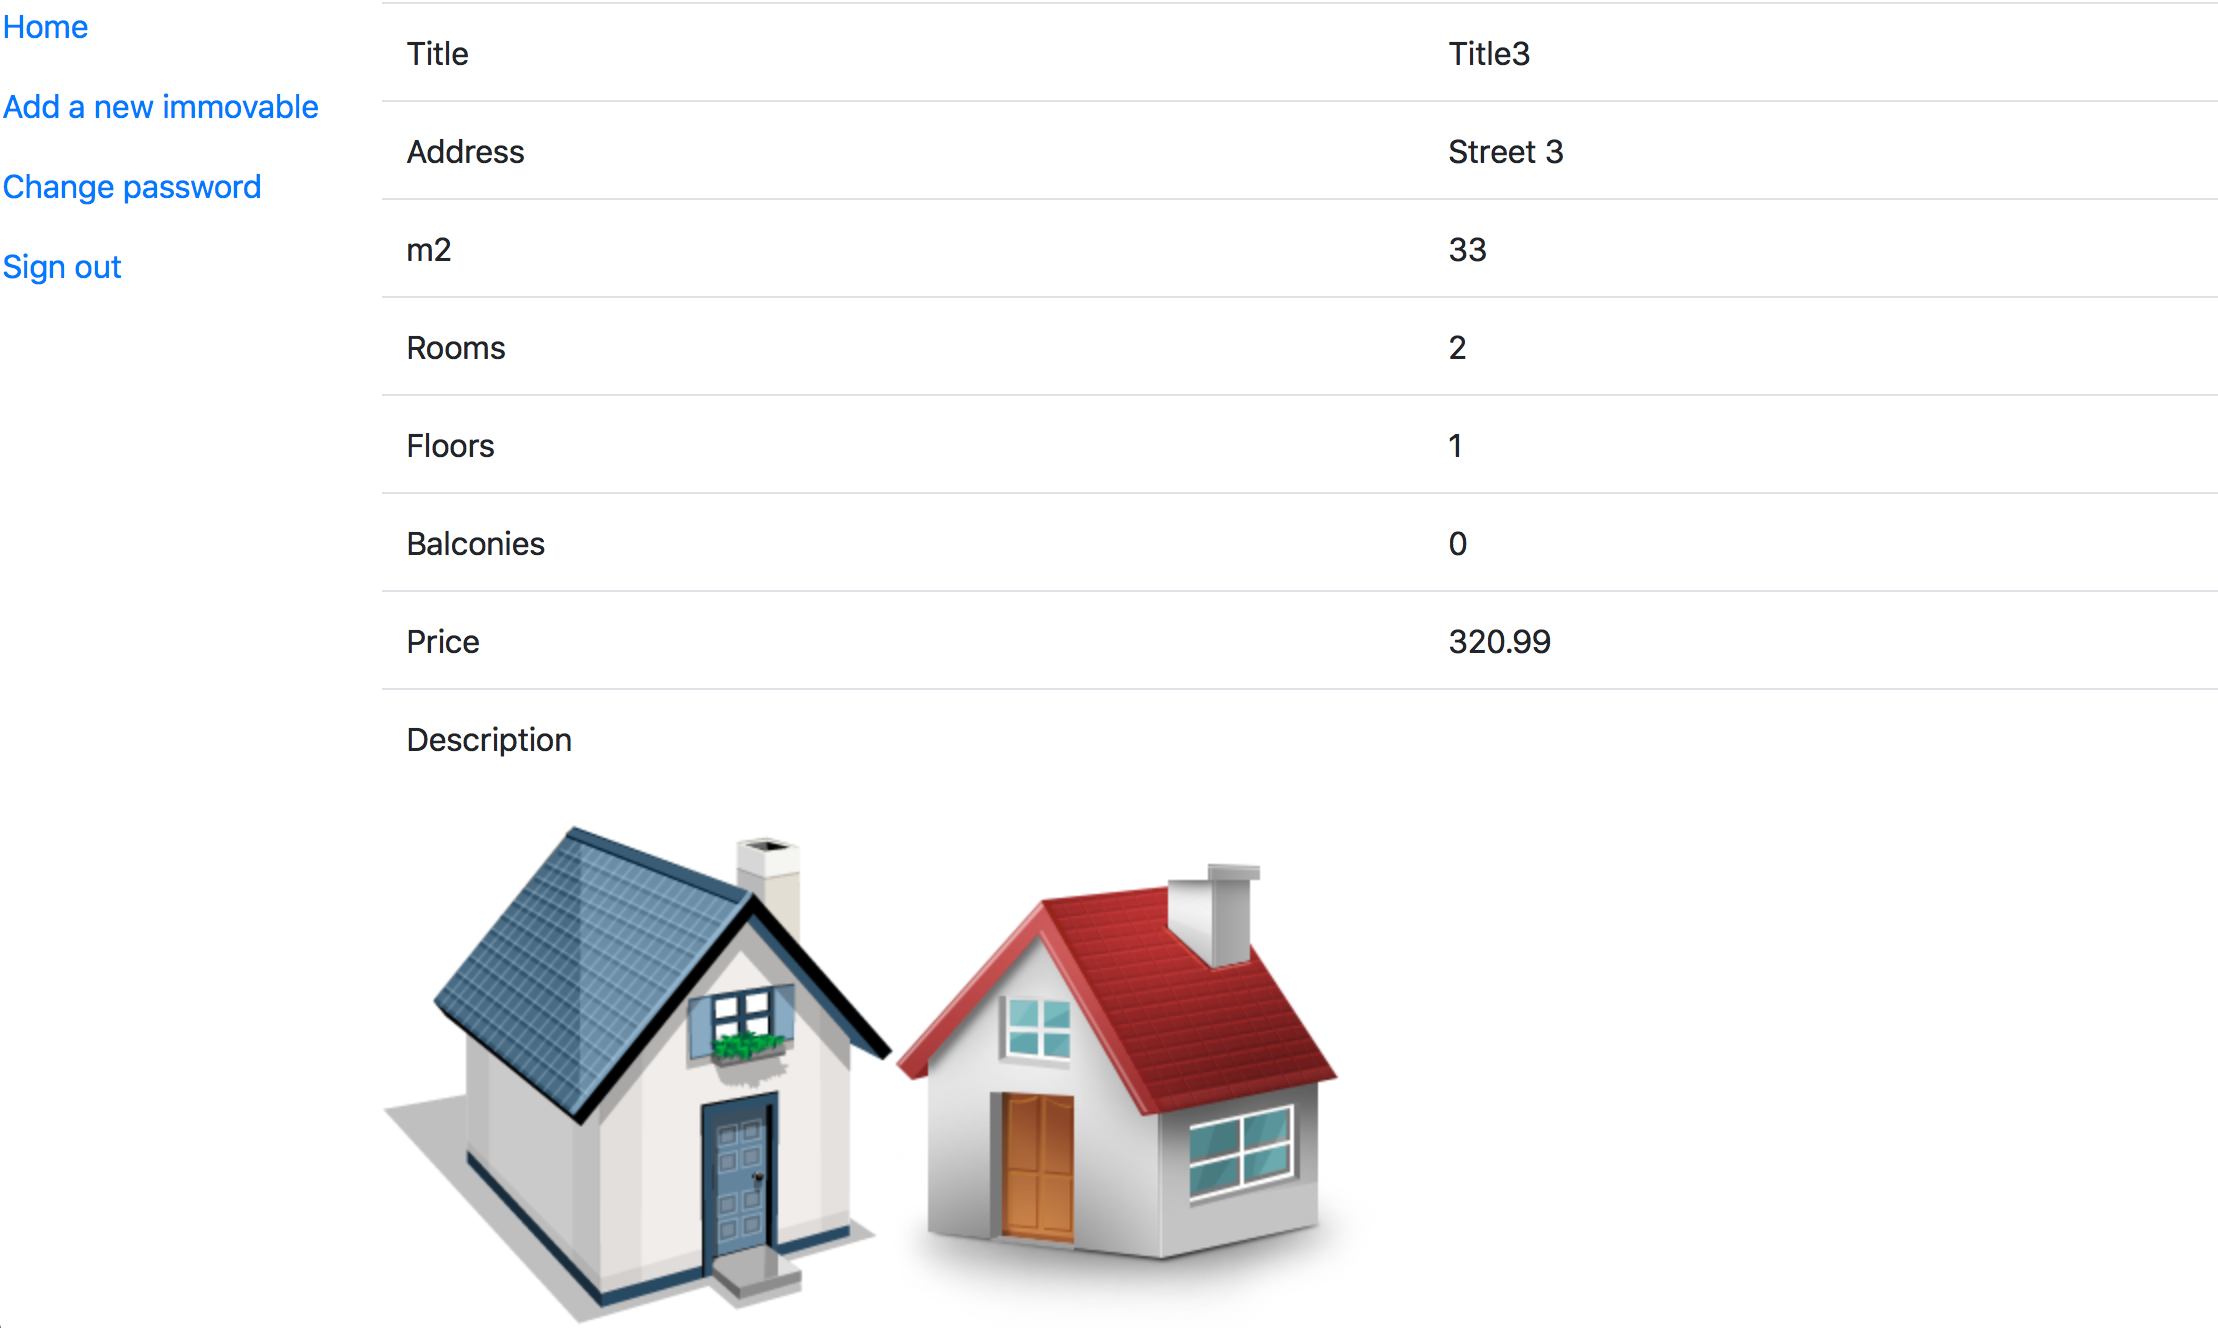 Home
Add a new immovable
Change password
Sign out
Title Title3
Address Street 3
m2 33
Rooms 2
Floors 1
Balconies 0
Price 320.99
Description